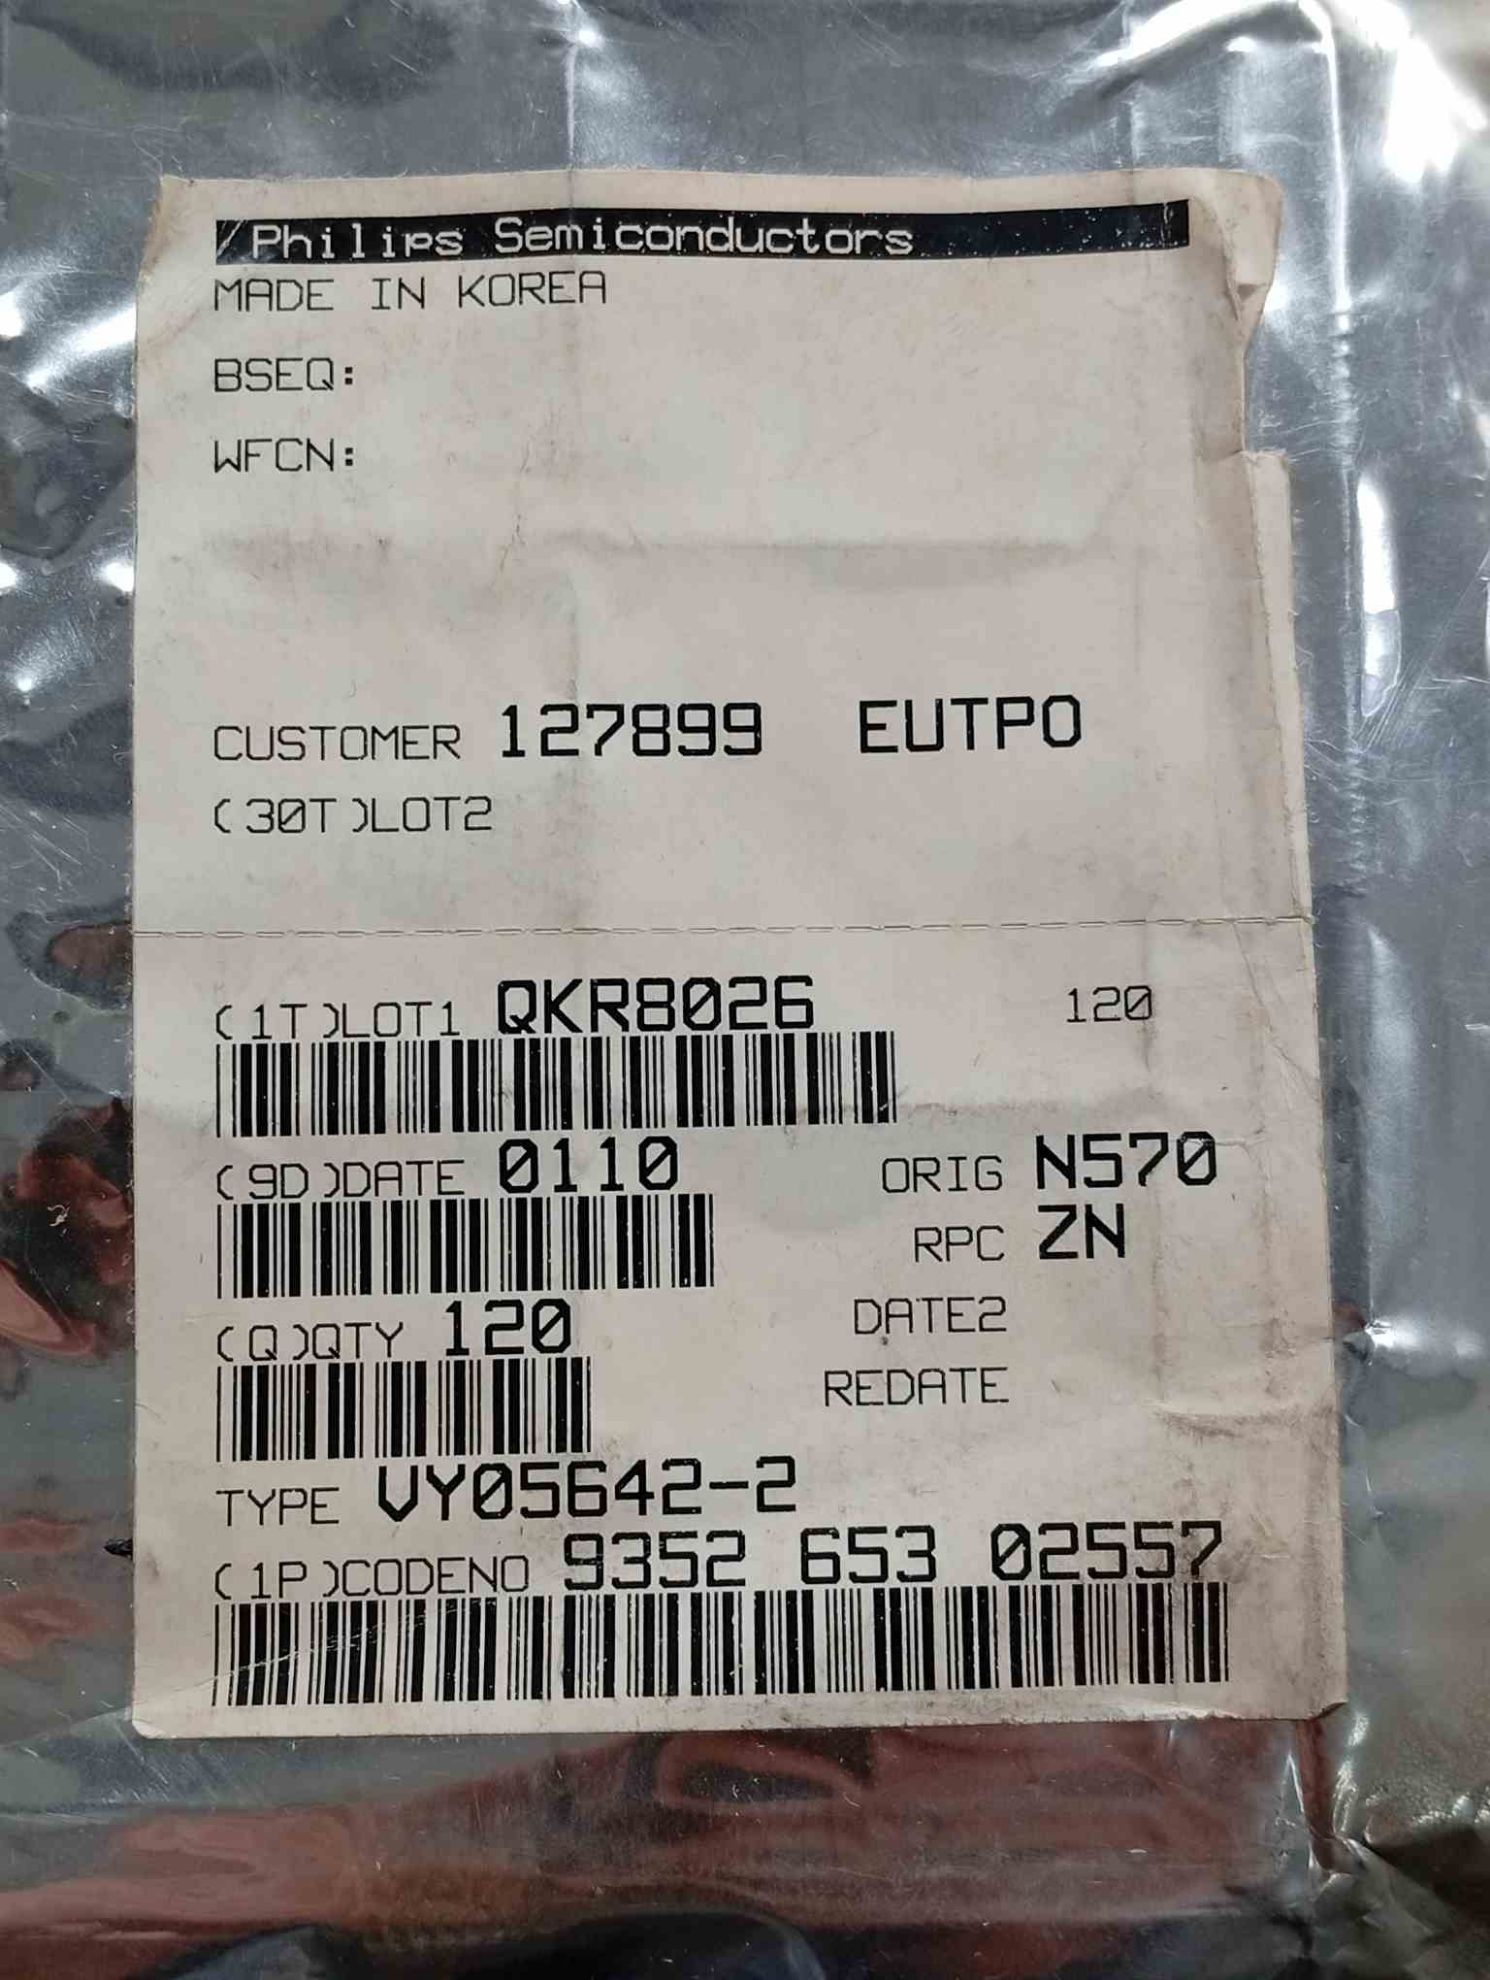 Philips Semiconductors
MADE IN KOREA
BSEQ:
WFCN:
CUSTOMER 127899 EUTPO
(30T)LOT2
(1T)LOT1 QKR8026 120
(9D)DATE 0110 ORIG N570
RPC ZN
(Q)QTY 120 DATE2
REDATE
TYPE VY05642-2
(1P)CODENO 9352 653 02557